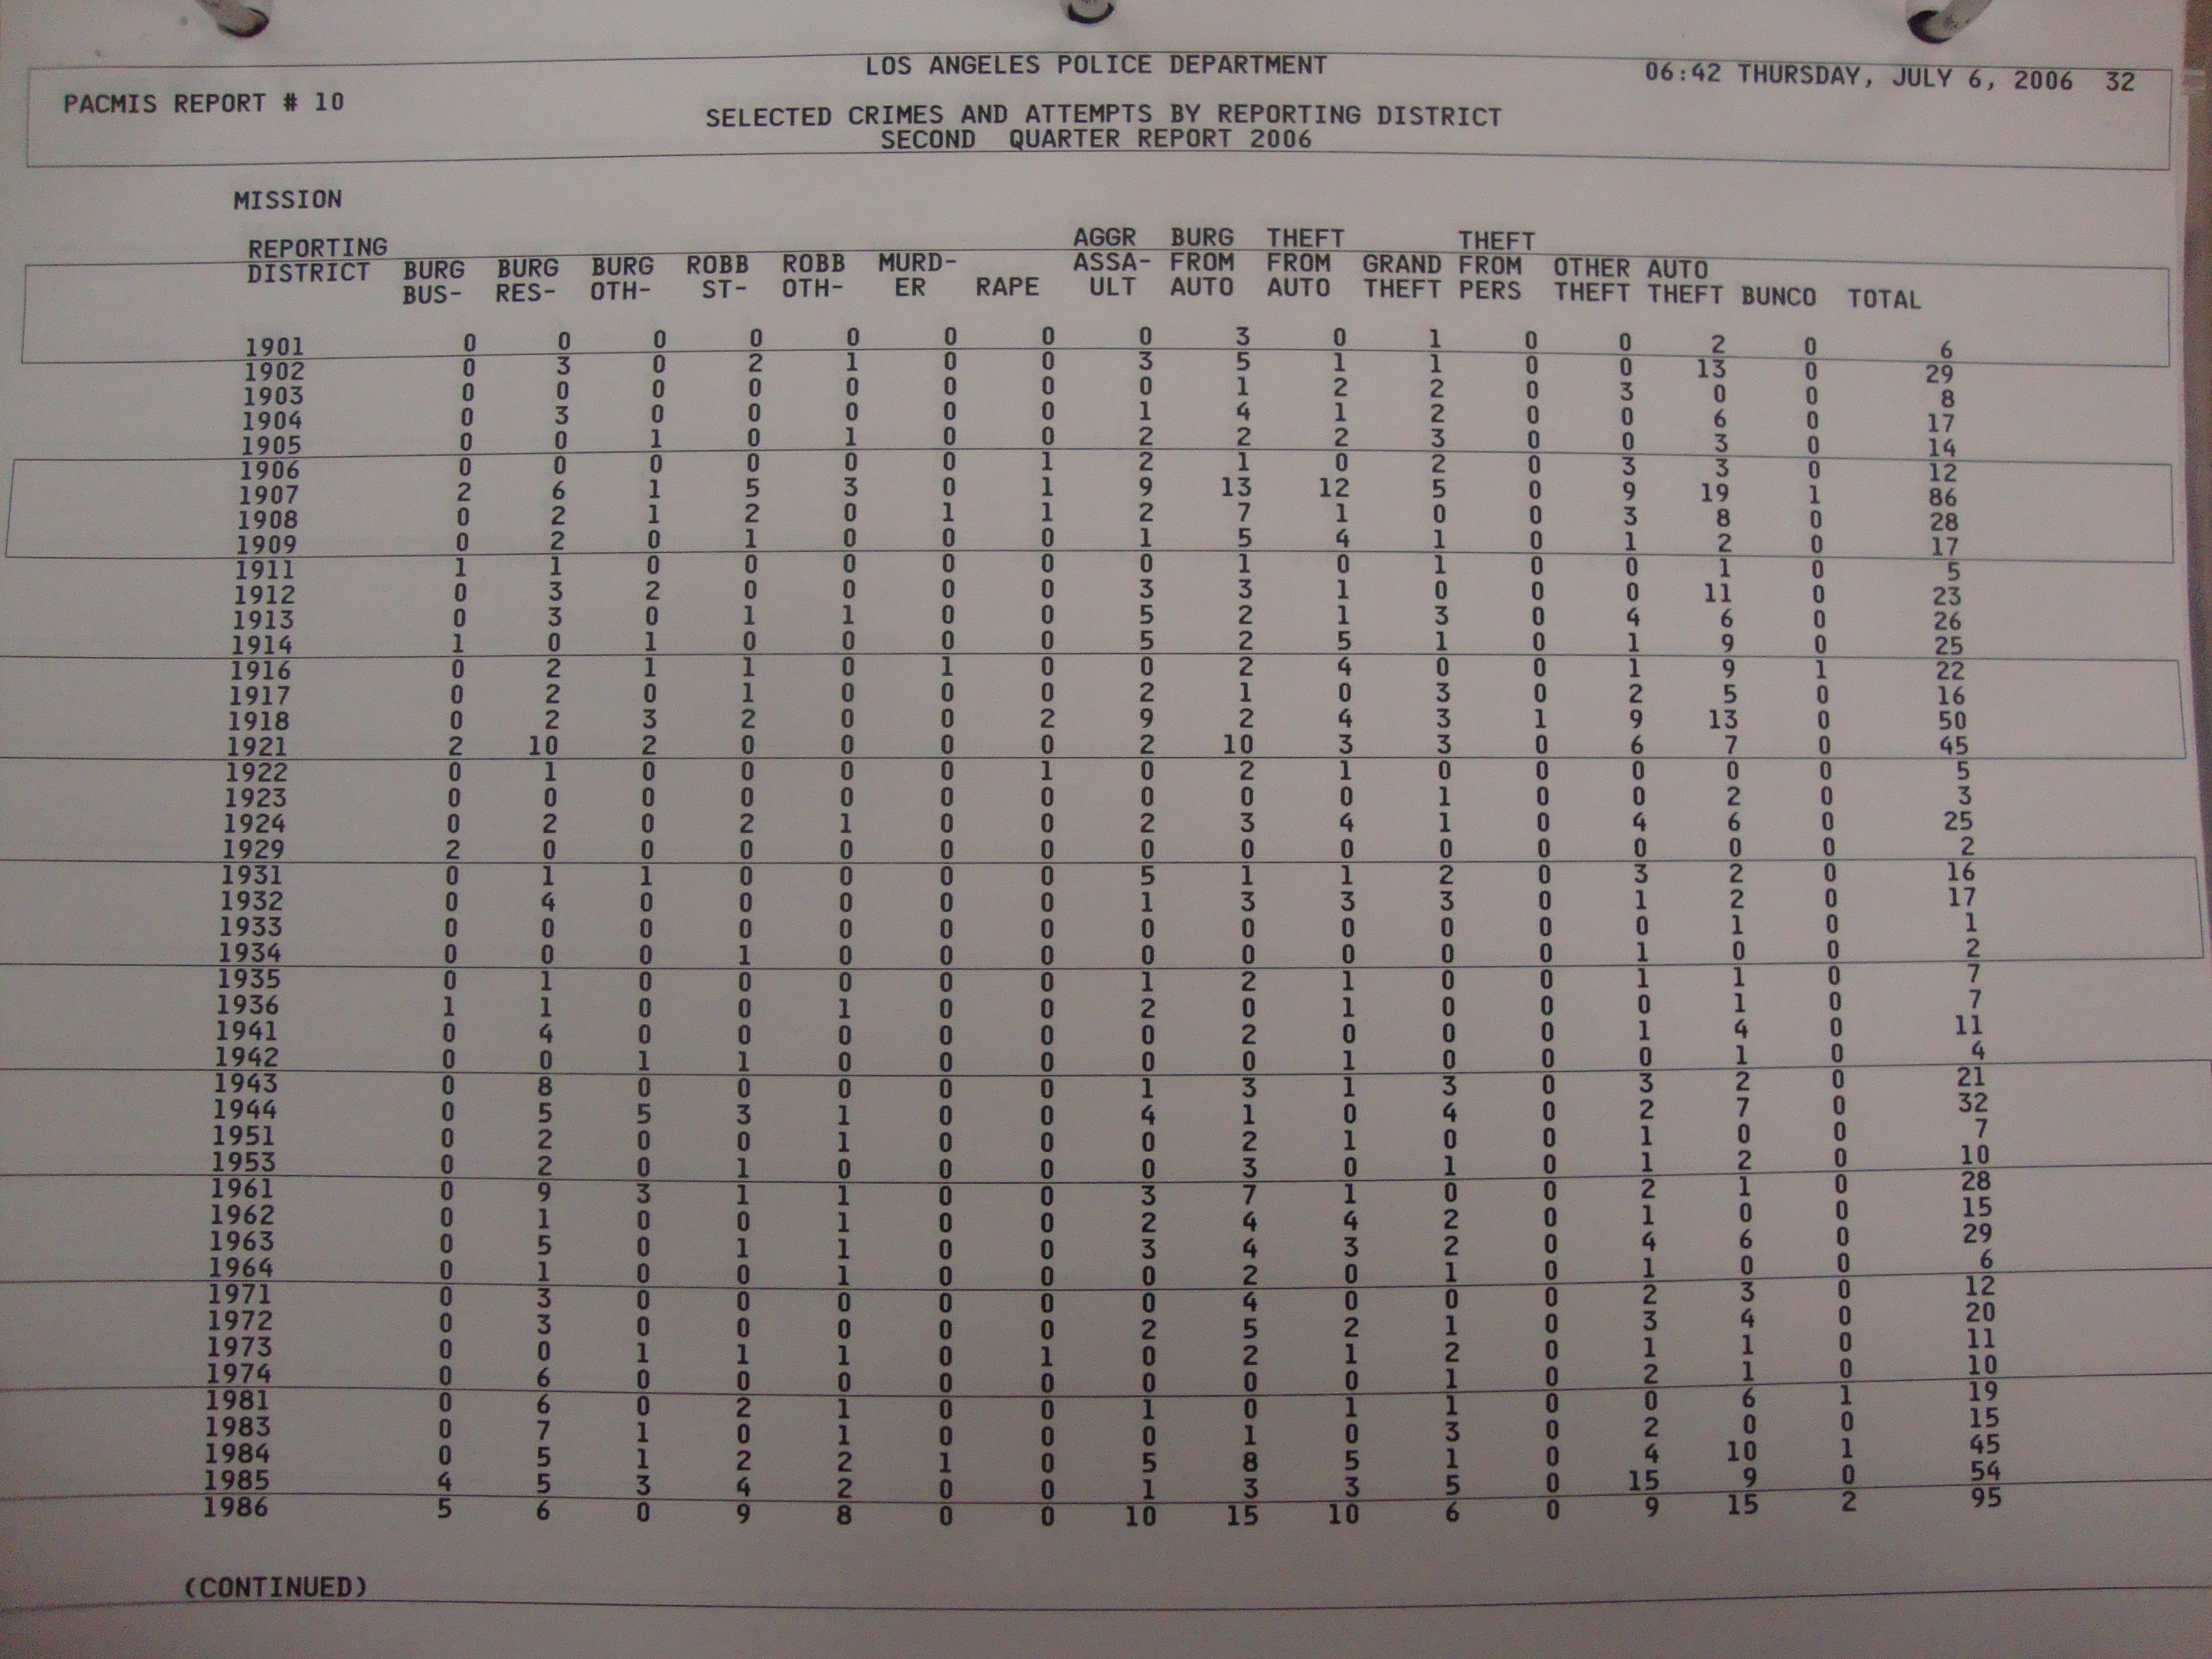 LOS ANGELES POLICE DEPARTMENT 06:42 THURSDAY, JULY 6, 2006 32
PACMIS REPORT # 10
SELECTED CRIMES AND ATTEMPTS BY REPORTING DISTRICT
SECOND QUARTER REPORT 2006
MISSION
AGGR BURG THEFT THEFT
REPORTING
DISTRICT BURG BURG BURG ROBB ROBB MURD- ASSA- FROM FROM GRAND FROM OTHER AUTO
BUS- RES- OTH- ST- OTH- ER RAPE ULT AUTO AUTO THEFT PERS THEFT THEFT BUNCO TOTAL
1901 0 0 0 0 0 0 0 0 3 0 1 0 0 2 0 6
1902 0 3 0 2 1 0 0 3 5 1 1 0 0 13 0 29
1903 0 0 0 0 0 0 0 0 1 2 2 0 3 0 0 8
1904 0 3 0 0 0 0 0 1 4 1 2 0 0 6 0 17
1905 0 0 1 0 1 0 0 2 2 2 3 0 0 3 0 14
1906 0 0 0 0 0 0 1 2 1 0 2 0 3 3 0 12
1907 2 6 1 5 3 0 1 9 13 12 5 0 9 19 1 86
1908 0 2 1 2 0 1 1 2 7 1 0 0 3 8 0 28
1909 0 2 0 1 0 0 0 1 5 4 1 0 1 2 0 17
1911 1 1 0 0 0 0 0 0 1 0 1 0 0 1 0 5
1912 0 3 2 0 0 0 0 3 3 1 0 0 0 11 0 23
1913 0 3 0 1 1 0 0 5 2 1 3 0 4 6 0 26
1914 1 0 1 0 0 0 0 5 2 5 1 0 1 9 0 25
1916 0 2 1 1 0 1 0 0 2 4 0 0 1 9 1 22
1917 0 2 0 1 0 0 0 2 1 0 3 0 2 5 0 16
1918 0 2 3 2 0 0 2 9 2 4 3 1 9 13 0 50
1921 2 10 2 0 0 0 0 2 10 3 3 0 6 7 0 45
1922 0 1 0 0 0 0 1 0 2 1 0 0 0 0 0 5
1923 0 0 0 0 0 0 0 0 0 0 1 0 0 2 0 3
1924 0 2 0 2 1 0 0 2 3 4 1 0 4 6 0 25
1929 2 0 0 0 0 0 0 0 0 0 0 0 0 0 0 2
1931 0 1 1 0 0 0 0 5 1 1 2 0 3 2 0 16
1932 0 4 0 0 0 0 0 1 3 3 3 0 1 2 0 17
1933 0 0 0 0 0 0 0 0 0 0 0 0 0 1 0 1
1934 0 0 0 1 0 0 0 0 0 0 0 0 1 0 0 2
1935 0 1 0 0 0 0 0 1 2 1 0 0 1 1 0 7
1936 1 1 0 0 1 0 0 2 0 1 0 0 0 1 0 7
1941 0 4 0 0 0 0 0 0 2 0 0 0 1 4 0 11
1942 0 0 1 1 0 0 0 0 0 1 0 0 0 1 0 4
1943 0 8 0 0 0 0 0 1 3 1 3 0 3 2 0 21
1944 0 5 5 3 1 0 0 4 1 0 4 0 2 7 0 32
1951 0 2 0 0 1 0 0 0 2 1 0 0 1 0 0 7
1953 0 2 0 1 0 0 0 0 3 0 1 0 1 2 0 10
1961 0 9 3 1 1 0 0 3 7 1 0 0 2 1 0 28
1962 0 1 0 0 1 0 0 2 4 4 2 0 1 0 0 15
1963 0 5 0 1 1 0 0 3 4 3 2 0 4 6 0 29
1964 0 1 0 0 1 0 0 0 2 0 1 0 1 0 0 6
1971 0 3 0 0 0 0 0 0 4 0 0 0 2 3 0 12
1972 0 3 0 0 0 0 0 2 5 2 1 0 3 4 0 20
1973 0 0 1 1 1 0 1 0 2 1 2 0 1 1 0 11
1974 0 6 0 0 0 0 0 0 0 0 1 0 2 1 0 10
1981 0 6 0 2 1 0 0 1 0 1 1 0 0 6 1 19
1983 0 7 1 0 1 0 0 0 1 0 3 0 2 0 0 15
1984 0 5 1 2 2 1 0 5 8 5 1 0 4 10 1 45
1985 4 5 3 4 2 0 0 1 3 3 5 0 15 9 0 54
1986 5 6 0 9 8 0 0 10 15 10 6 0 9 15 2 95
(CONTINUED)